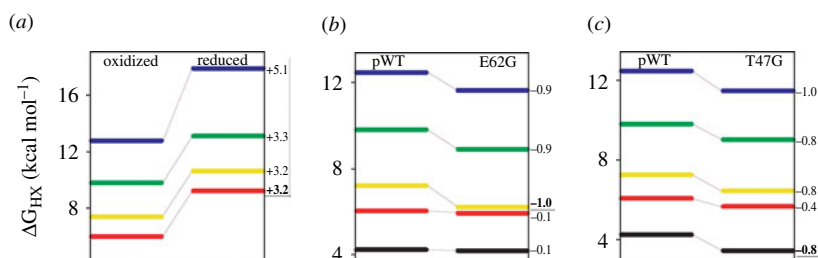 (a)
(b)
(c)
oxidized
reduced
pWT
E62G
pWT
T47G
ΔG_HX (kcal mol⁻¹)
16
12
8
+5.1
+3.3
+3.2
+3.2
12
8
4
–0.9
–0.9
–1.0
–0.1
–0.1
12
8
4
–1.0
–0.8
–0.8
–0.4
–0.8